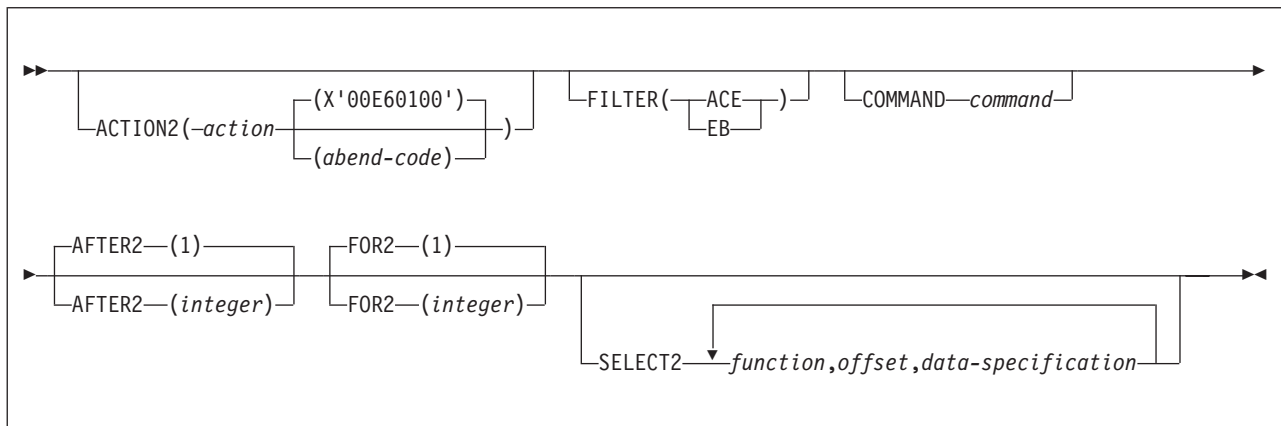 (X'00E60100')
ACTION2(action
)
(abend-code)
FILTER( ACE )
EB
COMMAND command
AFTER2 (1)
AFTER2 (integer)
FOR2 (1)
FOR2 (integer)
SELECT2 function,offset,data-specification